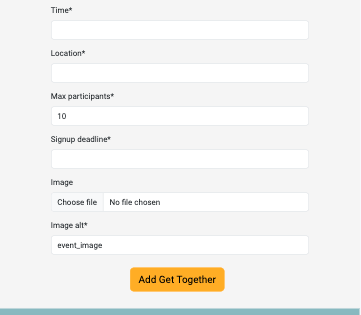 Time*
Location*
Max participants*
10
Signup deadline*
Image
Choose file No file chosen
Image alt*
event_image
Add Get Together